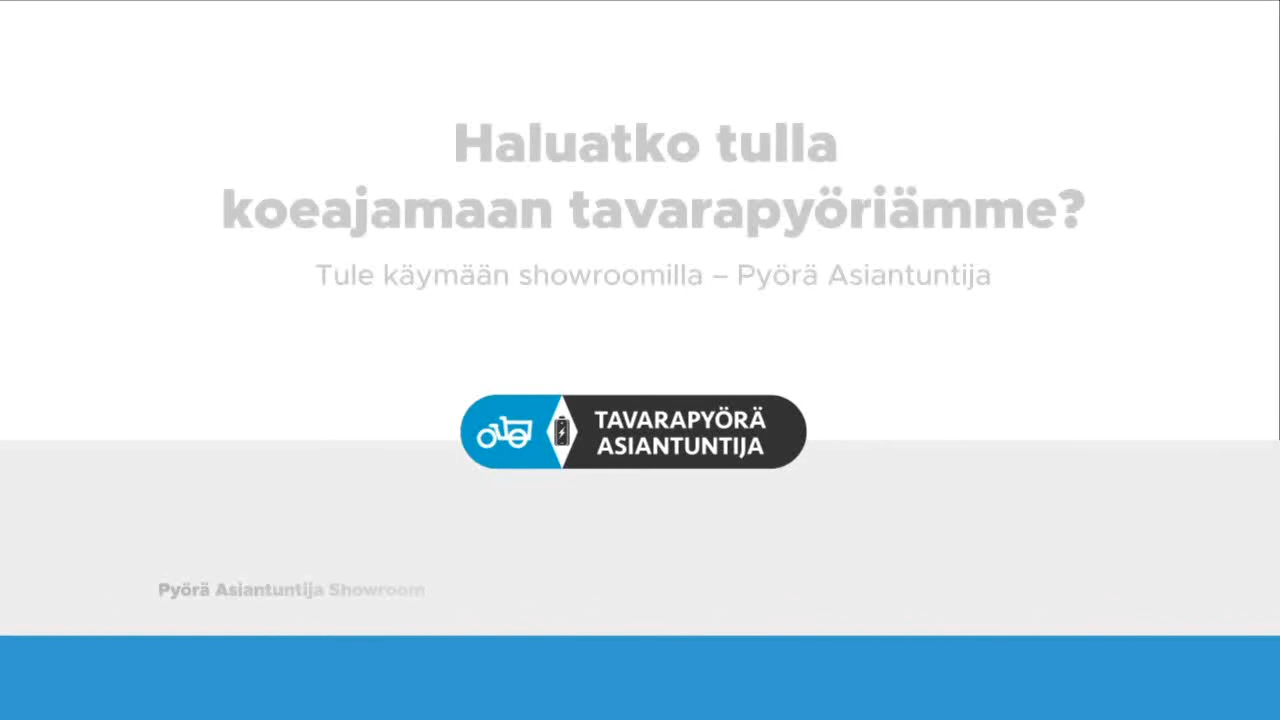 Haluatko tulla
koeajamaan tavarapyöriämme?
Tule käymään showroomilla – Pyörä Asiantuntija
TAVARAPYÖRÄ
ASIANTUNTIJA
Pyörä Asiantuntija Showroom